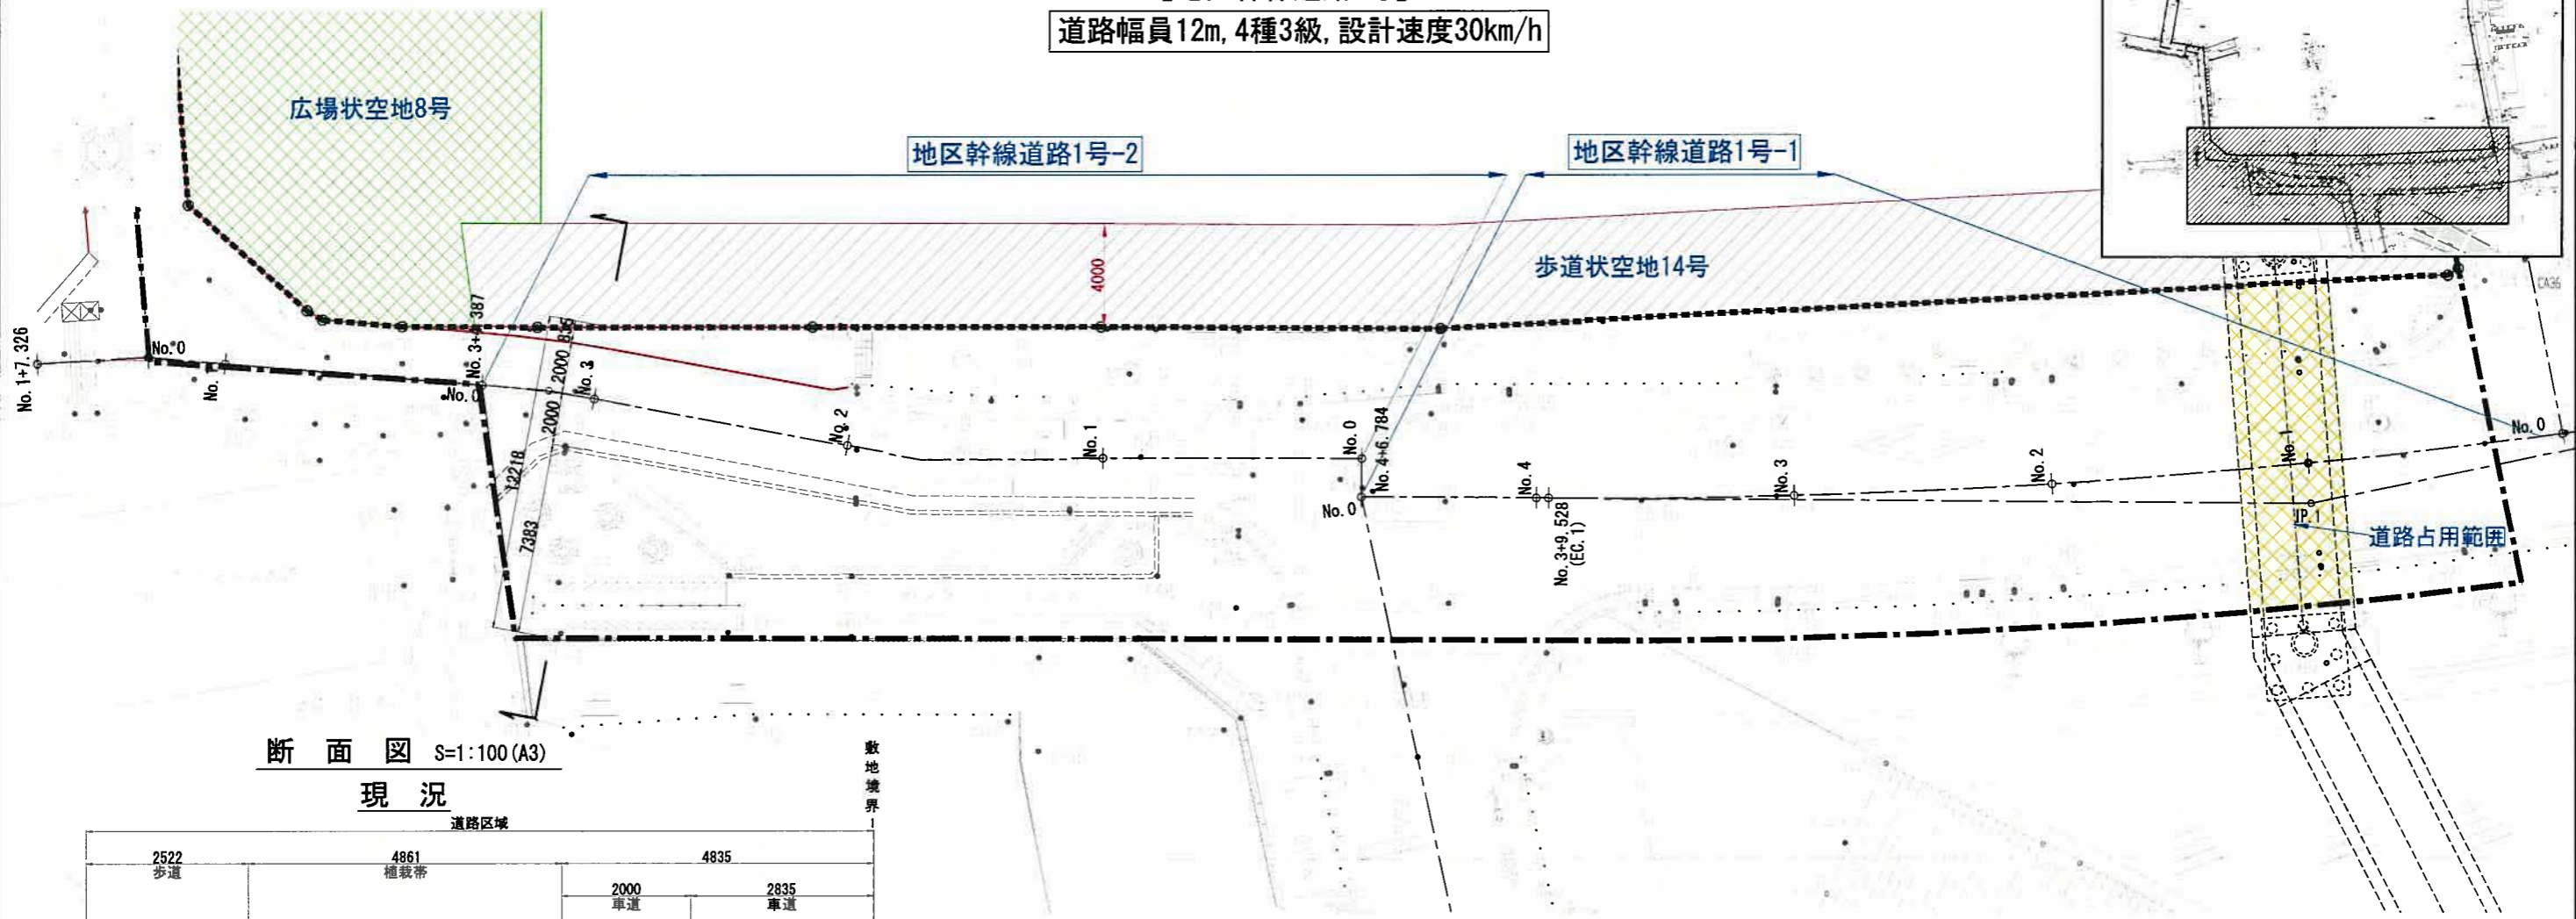 道路幅員12m, 4種3級, 設計速度30km/h
広場状空地8号
地区幹線道路1号-2
地区幹線道路1号-1
歩道状空地14号
4000
CA36
No. 1+7.326
No. 0
No.
No. 0
2000
2000
No. 3
No. 2
No. 1
No. 0
No. 4+6.784
No. 0
No. 4
No. 3+9.528
(EC. 1)
No. 3
No. 2
No. 1
No. 0
IP. 1
道路占用範囲
13218
7383
断面図 S=1:100(A3)
現況
敷地境界
道路区域
2522
歩道
4861
植栽帯
4835
2000
車道
2835
車道